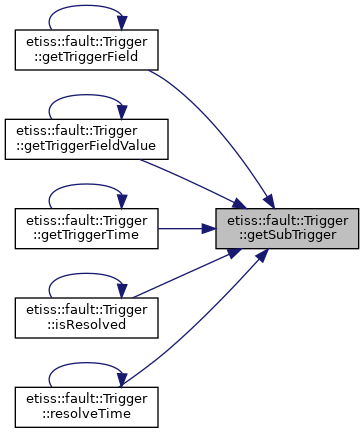 etiss::fault::Trigger
::getTriggerField
etiss::fault::Trigger
::getTriggerFieldValue
etiss::fault::Trigger
::getTriggerTime
etiss::fault::Trigger
::getSubTrigger
etiss::fault::Trigger
::isResolved
etiss::fault::Trigger
::resolveTime